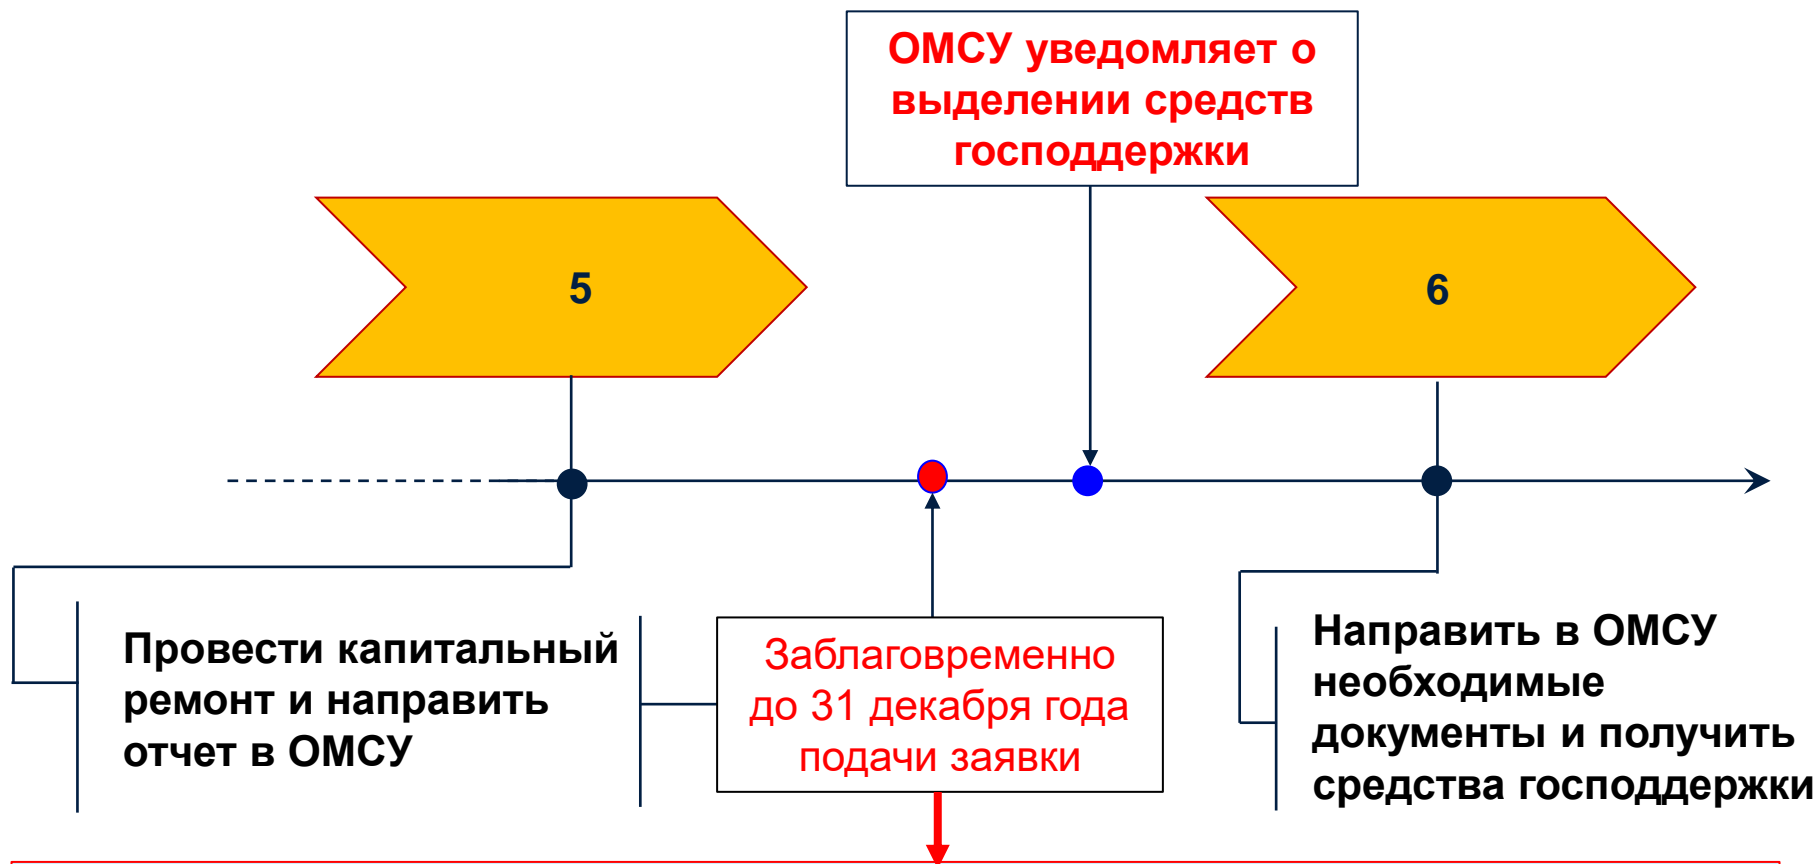 ОМСУ уведомляет о
выделении средств
господдержки
5
6
Провести капитальный
ремонт и направить
отчет в ОМСУ
Заблаговременно
до 31 декабря года
подачи заявки
Направить в ОМСУ
необходимые
документы и получить
средства господдержки